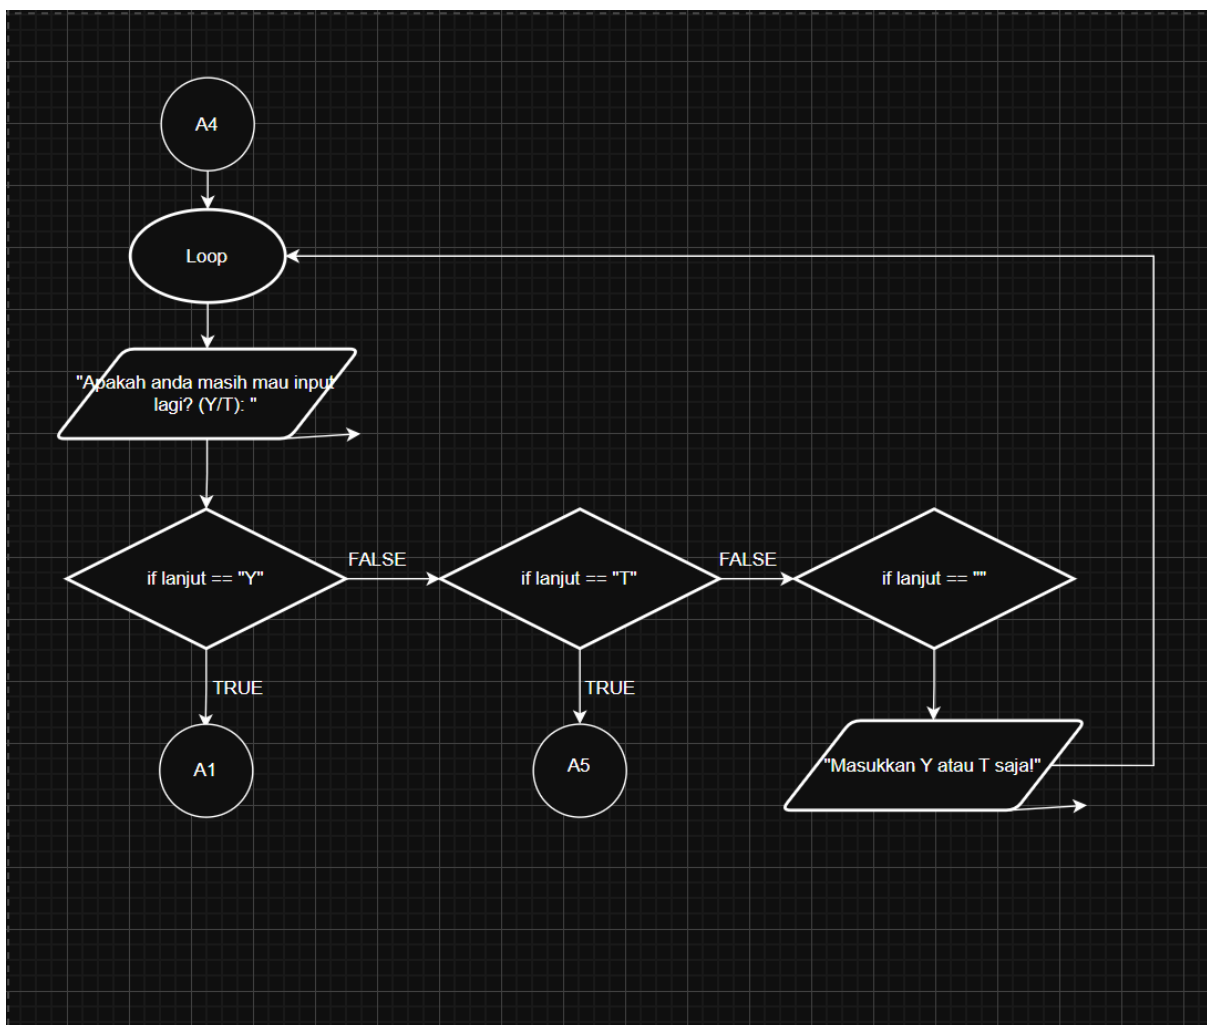 A4
Loop
"Apakah anda masih mau input
lagi? (Y/T): "
if lanjut == "Y"
FALSE
if lanjut == "T"
FALSE
if lanjut == ""
TRUE
TRUE
A1
A5
"Masukkan Y atau T saja!"